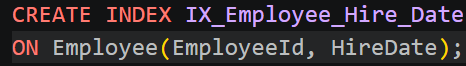 CREATE INDEX IX_Employee_Hire_Date
ON Employee(EmployeeId, HireDate);